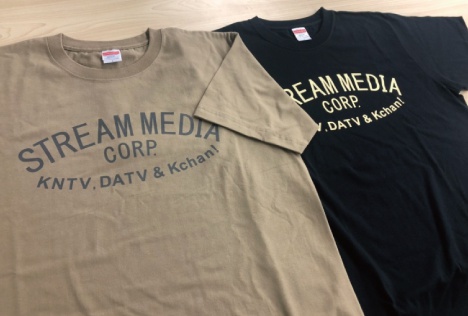 STREAM MEDIA
CORP.
KNTV, DATV & Kchan!
REAM MEDIA
CORP.
V, DATV & Kchan!